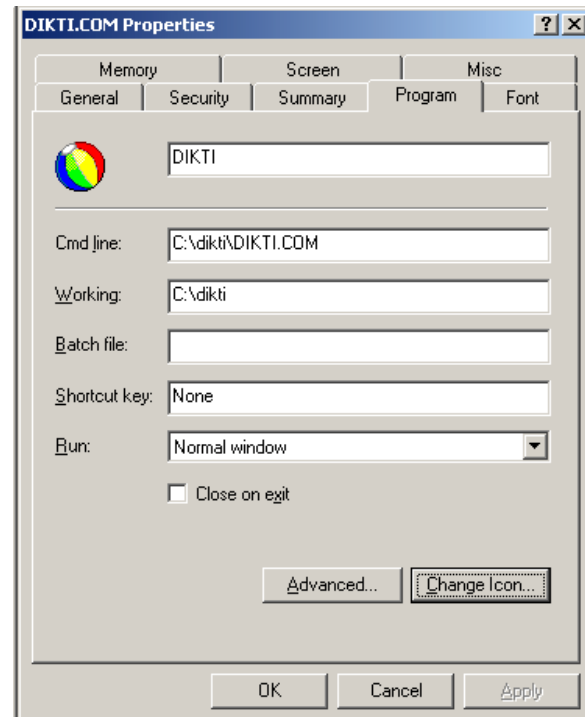 DIKTI.COM Properties
Memory Screen Misc
General Security Summary Program Font
DIKTI
Cmd line: C:\dikti\DIKTI.COM
Working: C:\dikti
Batch file:
Shortcut key: None
Run: Normal window
Close on exit
Advanced... Change Icon...
OK Cancel Apply